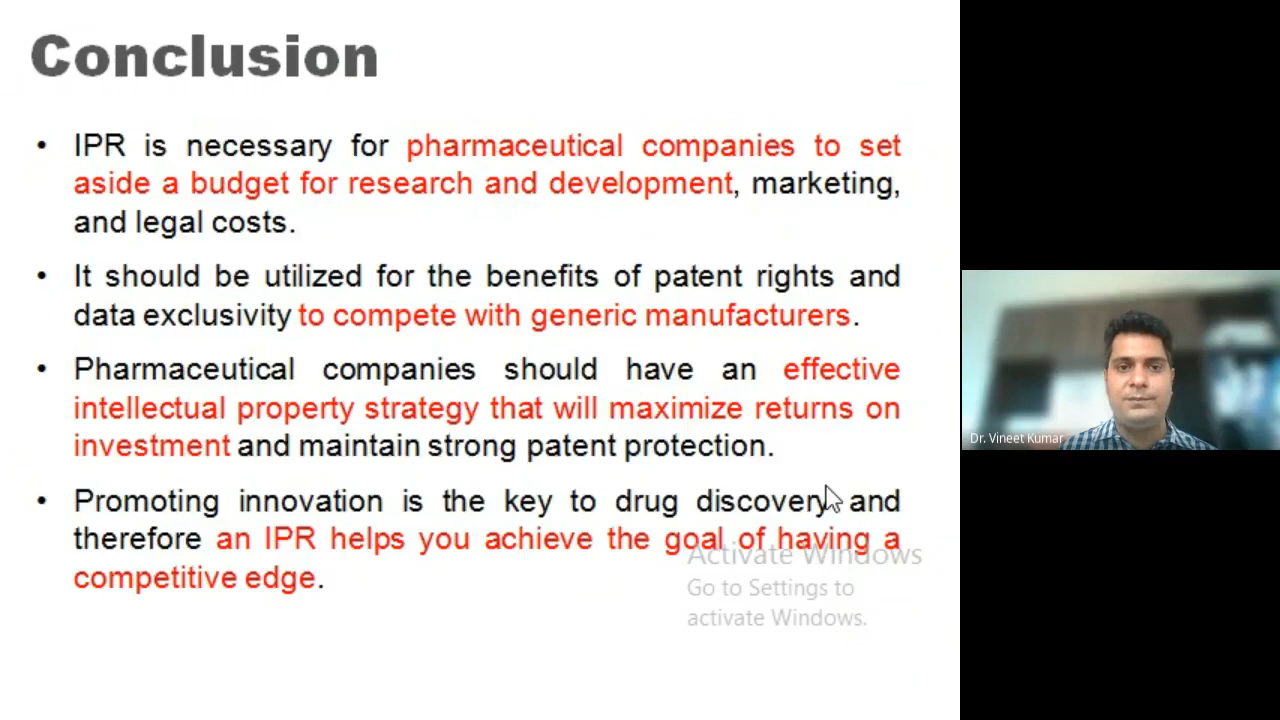 Conclusion
• IPR is necessary for pharmaceutical companies to set
aside a budget for research and development, marketing,
and legal costs.
• It should be utilized for the benefits of patent rights and
data exclusivity to compete with generic manufacturers.
• Pharmaceutical companies should have an effective
intellectual property strategy that will maximize returns on
investment and maintain strong patent protection.
• Promoting innovation is the key to drug discovery and
therefore an IPR helps you achieve the goal of having a
competitive edge.
Activate Windows
Go to Settings to
activate Windows.
Dr. Vineet Kumar